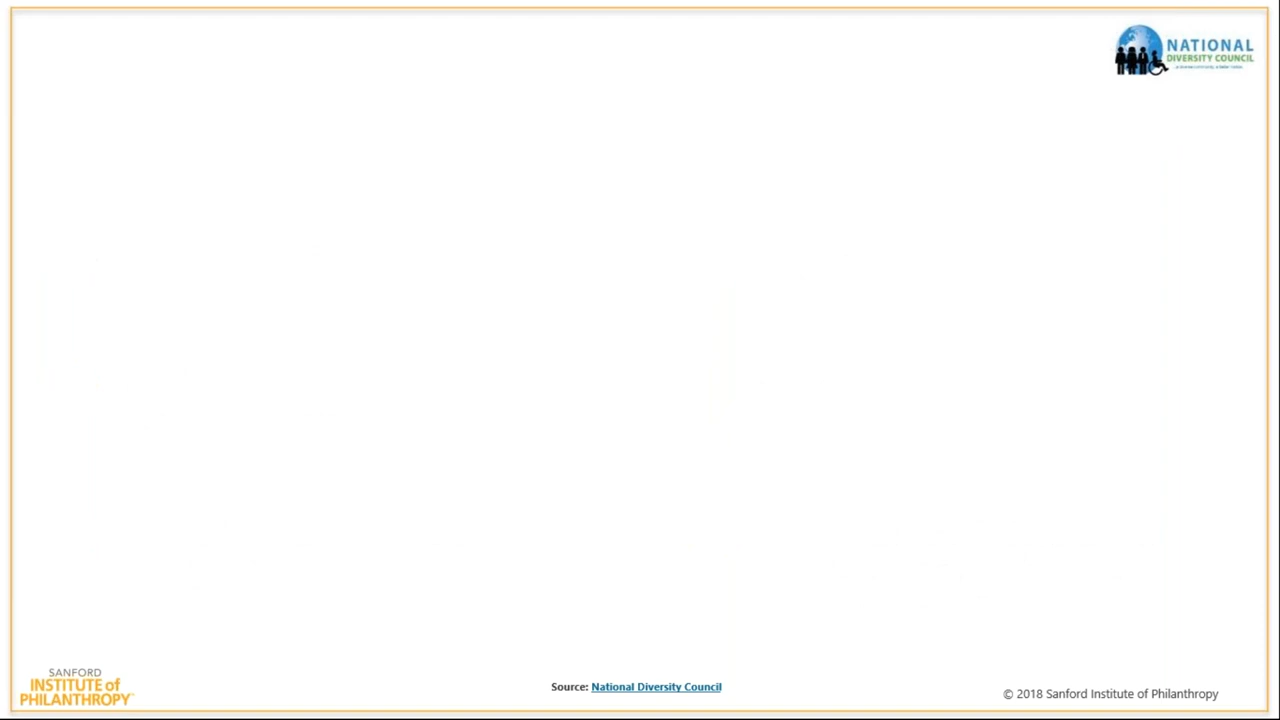 NATIONAL
DIVERSITY COUNCIL
SANFORD
INSTITUTE of
PHILANTHROPY
Source: National Diversity Council
© 2018 Sanford Institute of Philanthropy